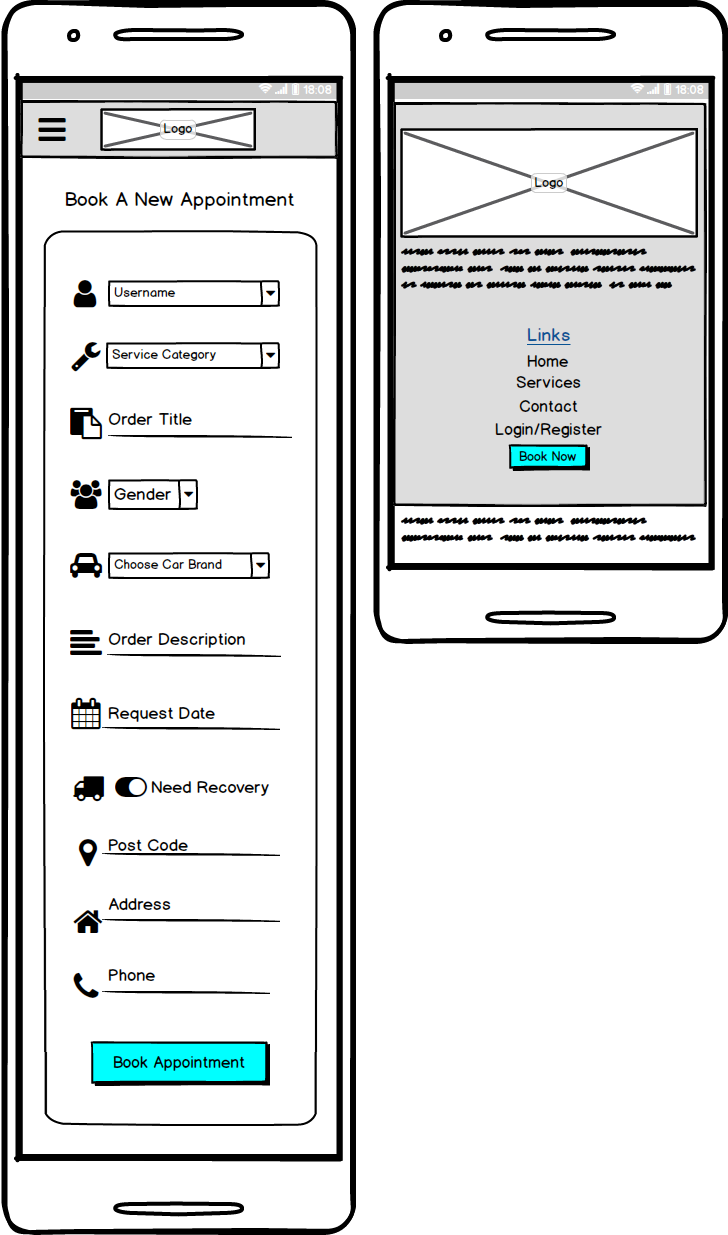 18:08
Logo
Book A New Appointment
Username
Service Category
Order Title
Gender
Choose Car Brand
Order Description
Request Date
Need Recovery
Post Code
Address
Phone
Book Appointment
18:08
Logo
Links
Home
Services
Contact
Login/Register
Book Now